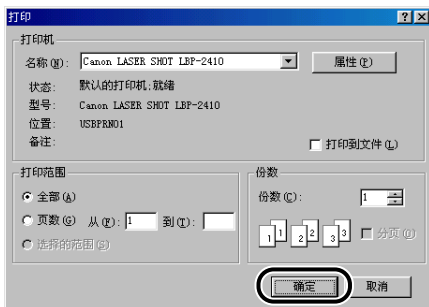 打印
打印机
名称(N): Canon LASER SHOT LBP-2410 属性(P)
状态: 默认的打印机;就绪
型号: Canon LASER SHOT LBP-2410
位置: USBPRN01
备注: 打印到文件(L)
打印范围
全部(A)
页数(G) 从(F): 1 到(T):
选择的范围(S)
份数
份数(C): 1
1 1 2 2 3 3 分页(O)
确定 取消